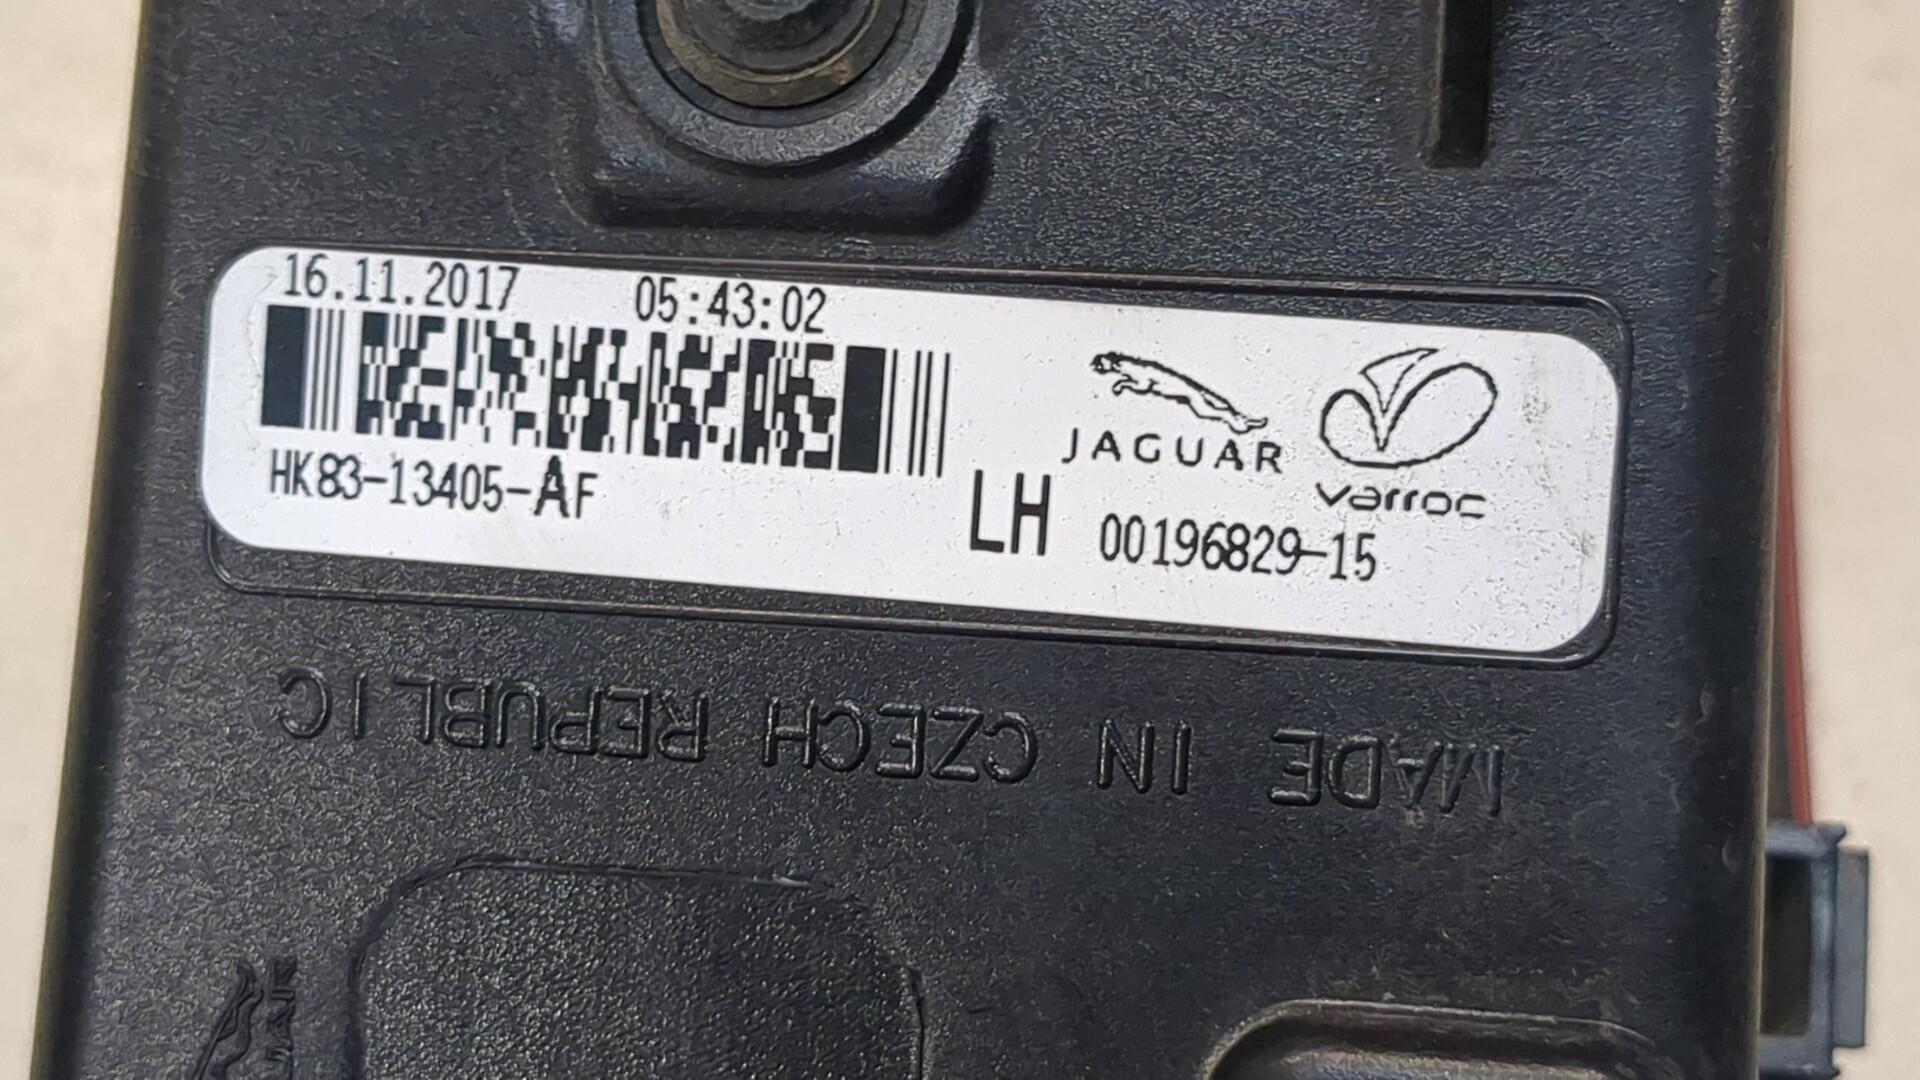 16.11.2017 05:43:02
JAGUAR
varroc
HK83-13405-AF
LH 00196829-15
MADE IN CZECH REPUBLIC